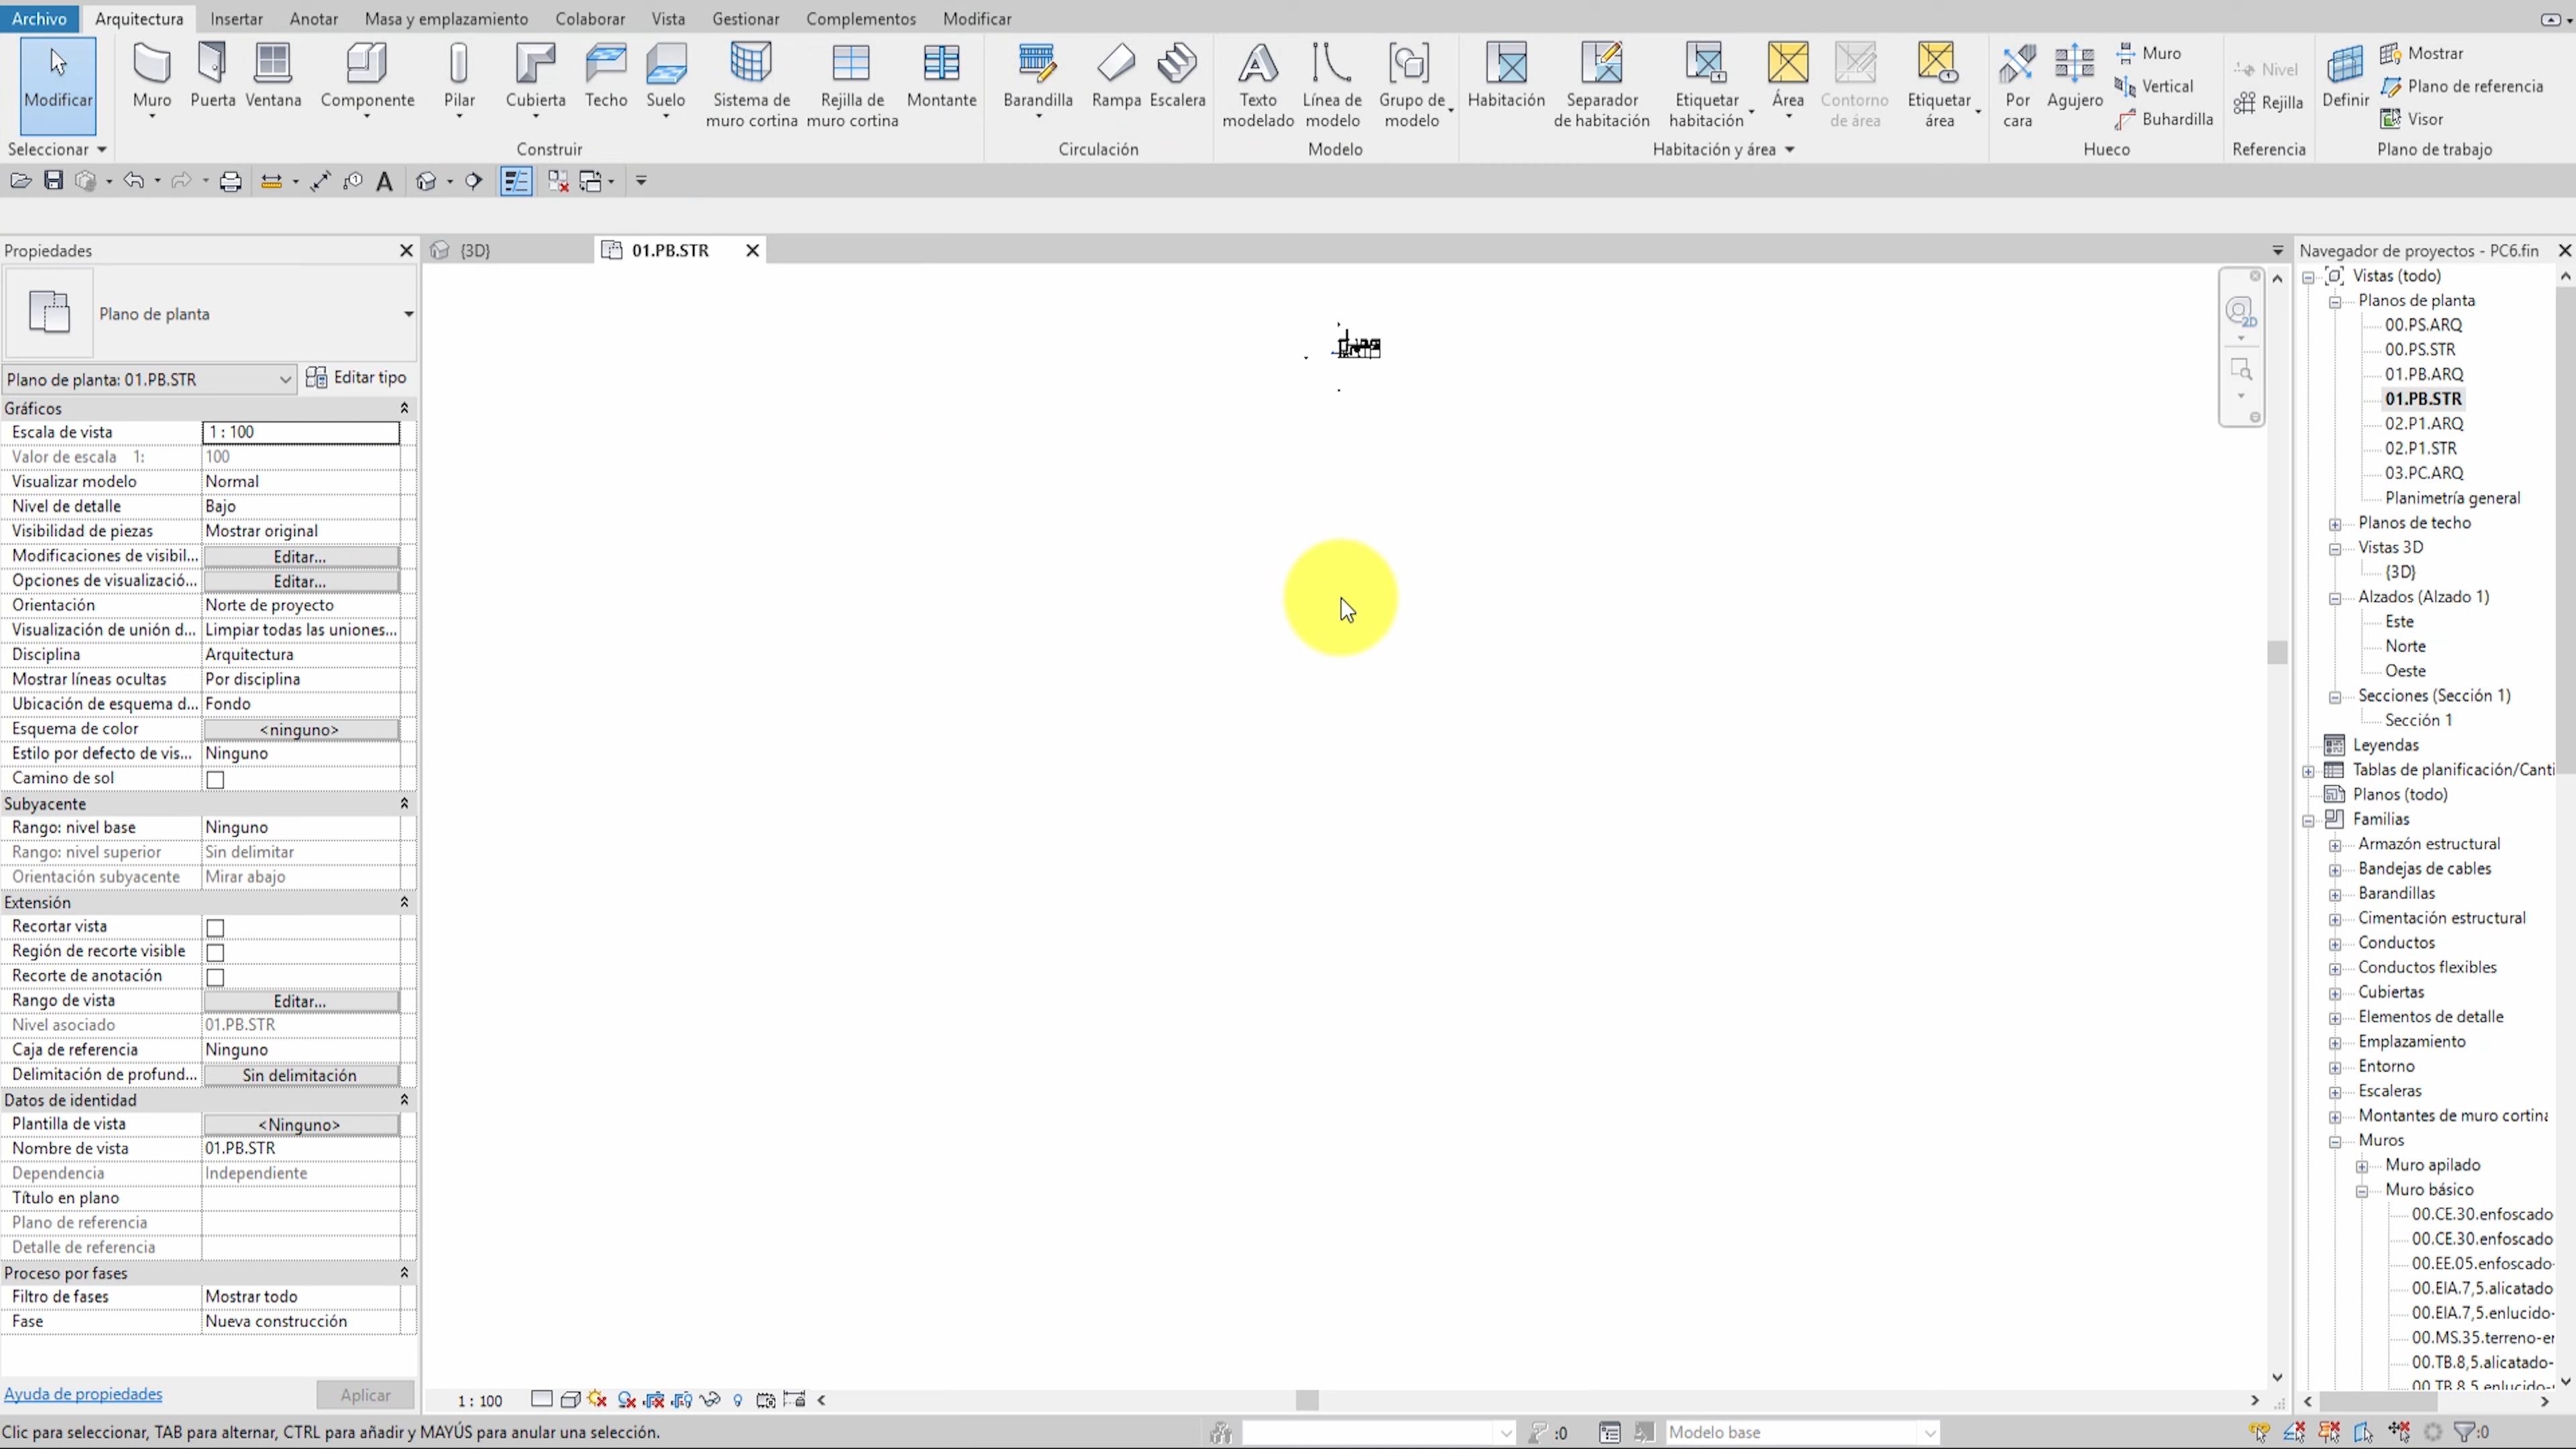 Archivo Arquitectura Insertar Anotar Masa y emplazamiento Colaborar Vista Gestionar Complementos Modificar
Modificar Muro Puerta Ventana Componente Pilar Cubierta Techo Suelo Sistema de muro cortina Rejilla de muro cortina Montante
Barandilla Rampa Escalera
Texto modelado Línea de modelo Grupo de modelo
Habitación Separador de habitación Etiquetar habitación Área Contorno de área Etiquetar área
Por cara Agujero Muro Vertical Buhardilla
Nivel Rejilla
Definir Mostrar Plano de referencia Visor
Seleccionar Construir Circulación Modelo Habitación y área Hueco Referencia Plano de trabajo
Propiedades
{3D} 01.PB.STR
Plano de planta
Plano de planta: 01.PB.STR Editar tipo
Gráficos
Escala de vista 1 : 100
Valor de escala 1: 100
Visualizar modelo Normal
Nivel de detalle Bajo
Visibilidad de piezas Mostrar original
Modificaciones de visibil... Editar...
Opciones de visualizació... Editar...
Orientación Norte de proyecto
Visualización de unión d... Limpiar todas las uniones...
Disciplina Arquitectura
Mostrar líneas ocultas Por disciplina
Ubicación de esquema d... Fondo
Esquema de color <ninguno>
Estilo por defecto de vis... Ninguno
Camino de sol
Subyacente
Rango: nivel base Ninguno
Rango: nivel superior Sin delimitar
Orientación subyacente Mirar abajo
Extensión
Recortar vista
Región de recorte visible
Recorte de anotación
Rango de vista Editar...
Nivel asociado 01.PB.STR
Caja de referencia Ninguno
Delimitación de profund... Sin delimitación
Datos de identidad
Plantilla de vista <Ninguno>
Nombre de vista 01.PB.STR
Dependencia Independiente
Título en plano
Plano de referencia
Detalle de referencia
Proceso por fases
Filtro de fases Mostrar todo
Fase Nueva construcción
Ayuda de propiedades Aplicar
2D
Navegador de proyectos - PC6.fin
Vistas (todo)
Planos de planta
00.PS.ARQ
00.PS.STR
01.PB.ARQ
01.PB.STR
02.P1.ARQ
02.P1.STR
03.PC.ARQ
Planimetría general
Planos de techo
Vistas 3D
{3D}
Alzados (Alzado 1)
Este
Norte
Oeste
Secciones (Sección 1)
Sección 1
Leyendas
Tablas de planificación/Canti
Planos (todo)
Familias
Armazón estructural
Bandejas de cables
Barandillas
Cimentación estructural
Conductos
Conductos flexibles
Cubiertas
Elementos de detalle
Emplazamiento
Entorno
Escaleras
Montantes de muro cortina
Muros
Muro apilado
Muro básico
00.CE.30.enfoscado
00.CE.30.enfoscado
00.EE.05.enfoscado-
00.EIA.7,5.alicatado
00.EIA.7,5.enlucido-
00.MS.35.terreno-er
00.TB.8,5.alicatado-
00.TB.8,5.enlucido-
1 : 100
Clic para seleccionar, TAB para alternar, CTRL para añadir y MAYÚS para anular una selección.
:0 Modelo base :0